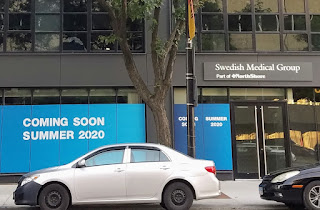 Swedish Medical Group
Part of NorthShore
COMING SOON
SUMMER 2020
COMING SOON
SUMMER 2020